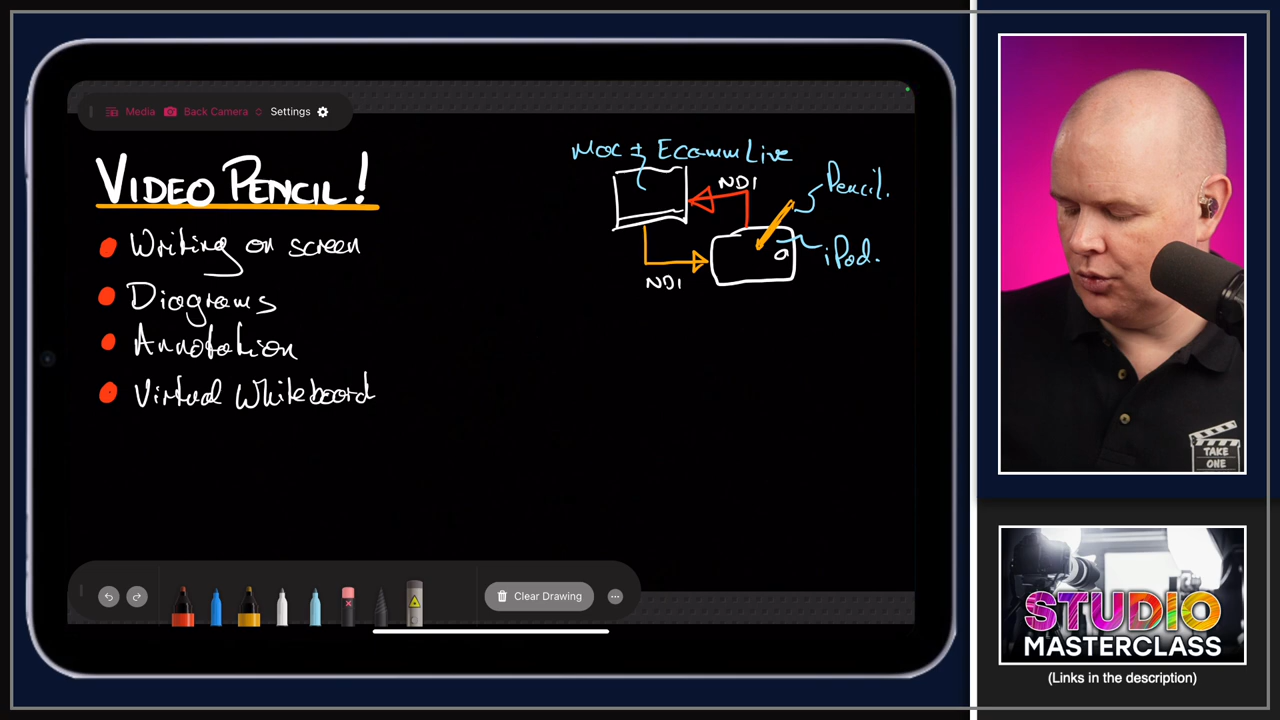 Media Back Camera Settings
VIDEO PENCIL!
Writing on screen
Diagrams
Annotation
Virtual Whiteboard
Mac + Ecamm Live
NDI
Pencil.
iPad.
a
NDI
Clear Drawing
TAKE
ONE
STUDIO
MASTERCLASS
(Links in the description)